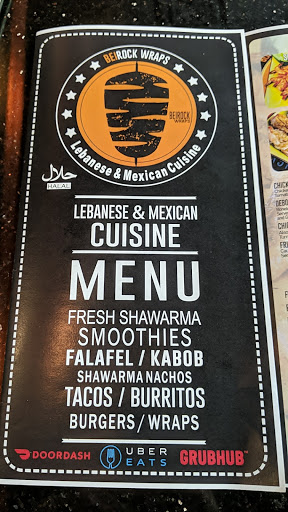 BEIROCK WRAPS
BEIROCK
WRAPS
Lebanese & Mexican Cuisine
حلال
HALAL
LEBANESE & MEXICAN
CUISINE
MENU
FRESH SHAWARMA
SMOOTHIES
FALAFEL / KABOB
SHAWARMA NACHOS
TACOS / BURRITOS
BURGERS / WRAPS
DOORDASH
UBER
EATS
GRUBHUB